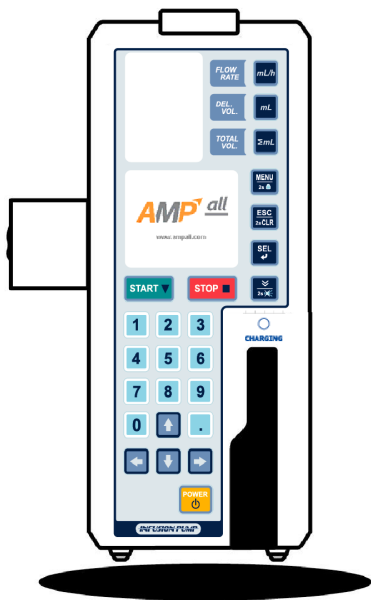 FLOW
RATE
mL/h
DEL.
VOL.
mL
TOTAL
VOL.
ΣmL
MENU
2s
AMP all
www.ampall.com
ESC
2s CLR
SEL
START
STOP
2s
CHARGING
1 2 3
4 5 6
7 8 9
0 .
POWER
INFUSION PUMP